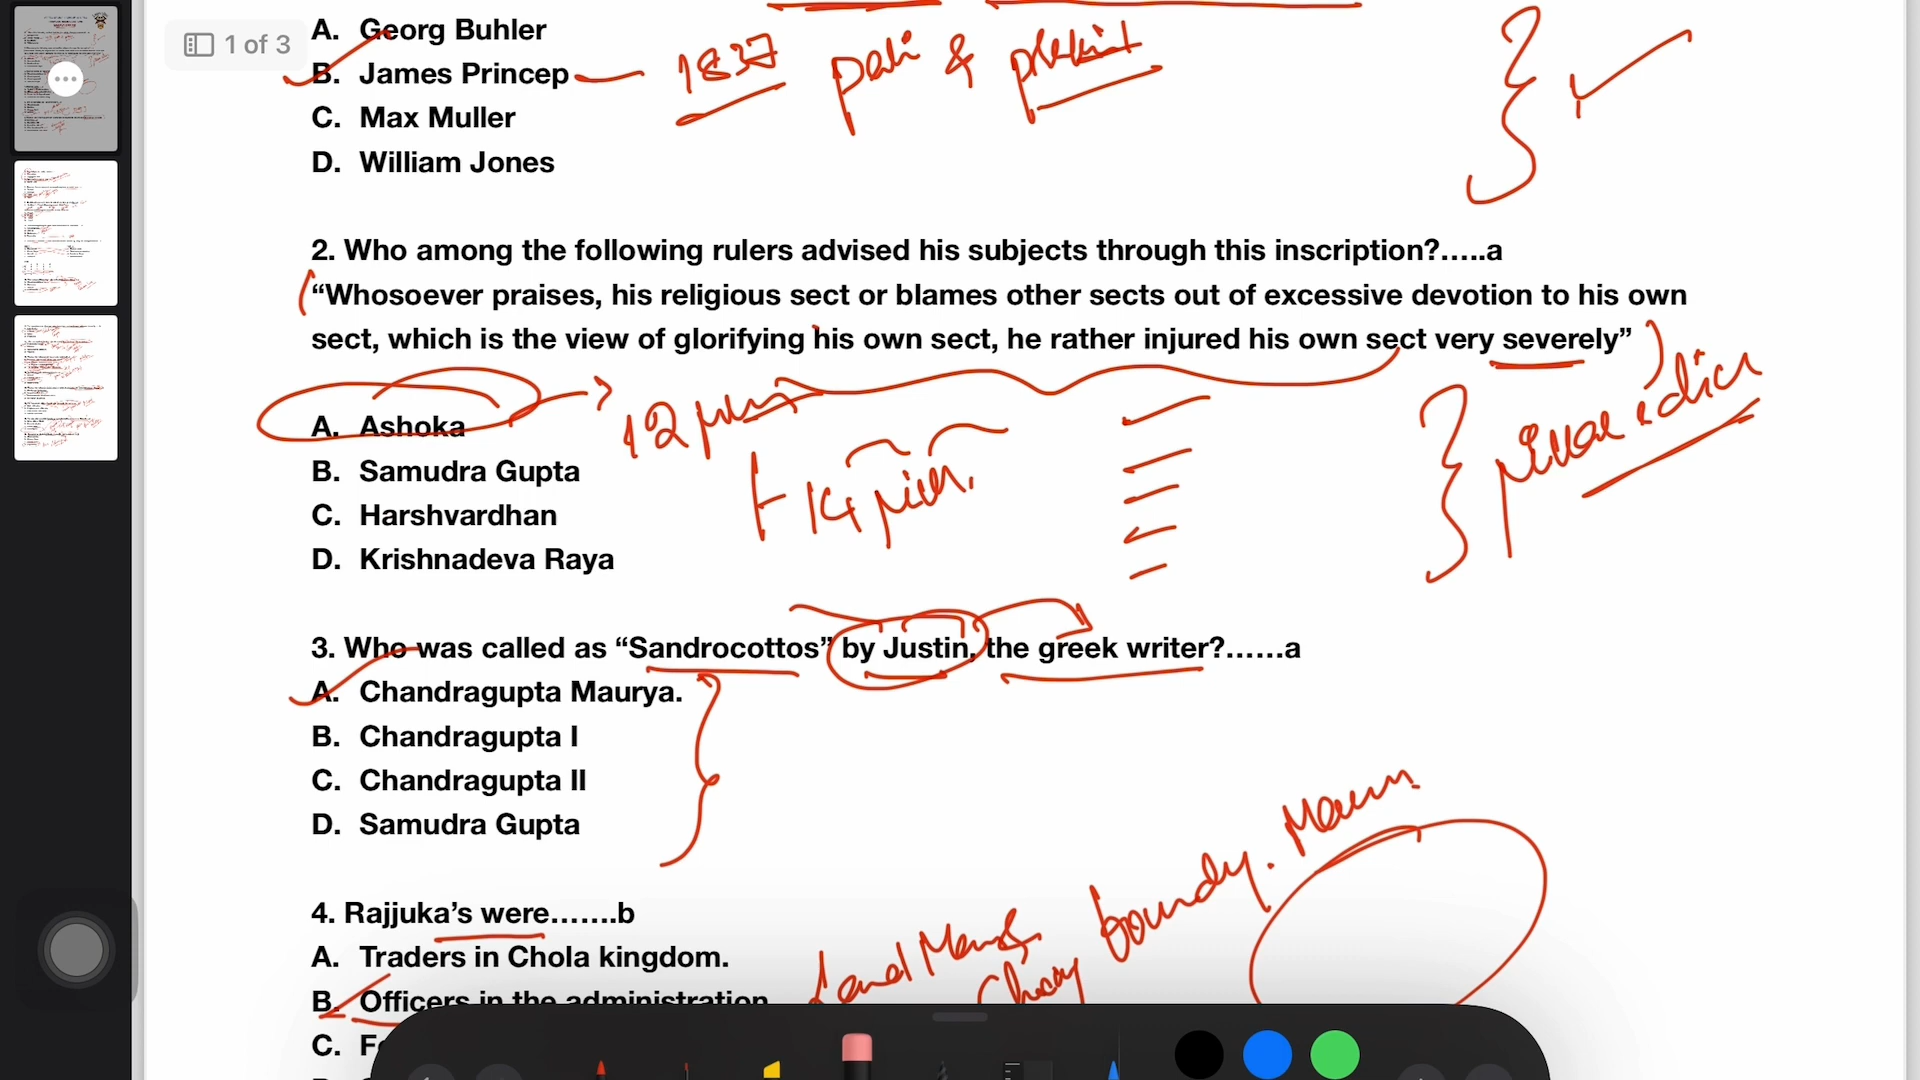 1 of 3
A. Georg Buhler
B. James Princep
1837 pali & prakrit
C. Max Muller
D. William Jones
2. Who among the following rulers advised his subjects through this inscription?.....a
“Whosoever praises, his religious sect or blames other sects out of excessive devotion to his own
sect, which is the view of glorifying his own sect, he rather injured his own sect very severely”
A. Ashoka
12
14
B. Samudra Gupta
C. Harshvardhan
D. Krishnadeva Raya
3. Who was called as “Sandrocottos” by Justin, the greek writer?......a
A. Chandragupta Maurya.
B. Chandragupta I
C. Chandragupta II
D. Samudra Gupta
4. Rajjuka’s were.......b
A. Traders in Chola kingdom.
B. Officers in the administration
Land
C.